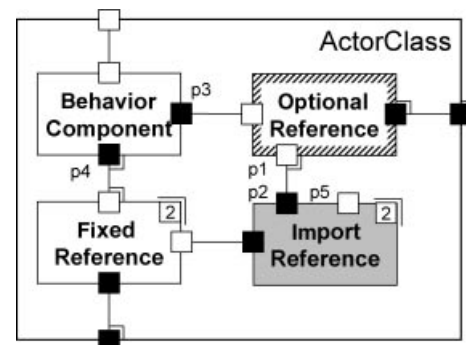 ActorClass
Behavior
Component
p3
Optional
Reference
p4
p1
p2
p5
Fixed
Reference
2
Import
Reference
2